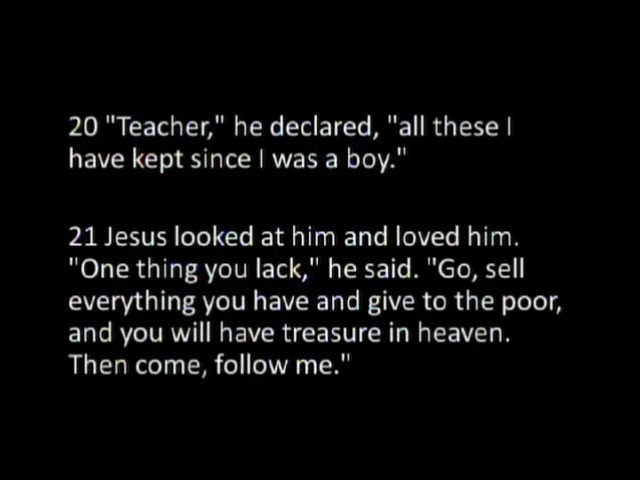 20 "Teacher," he declared, "all these I
have kept since I was a boy."
21 Jesus looked at him and loved him.
"One thing you lack," he said. "Go, sell
everything you have and give to the poor,
and you will have treasure in heaven.
Then come, follow me."